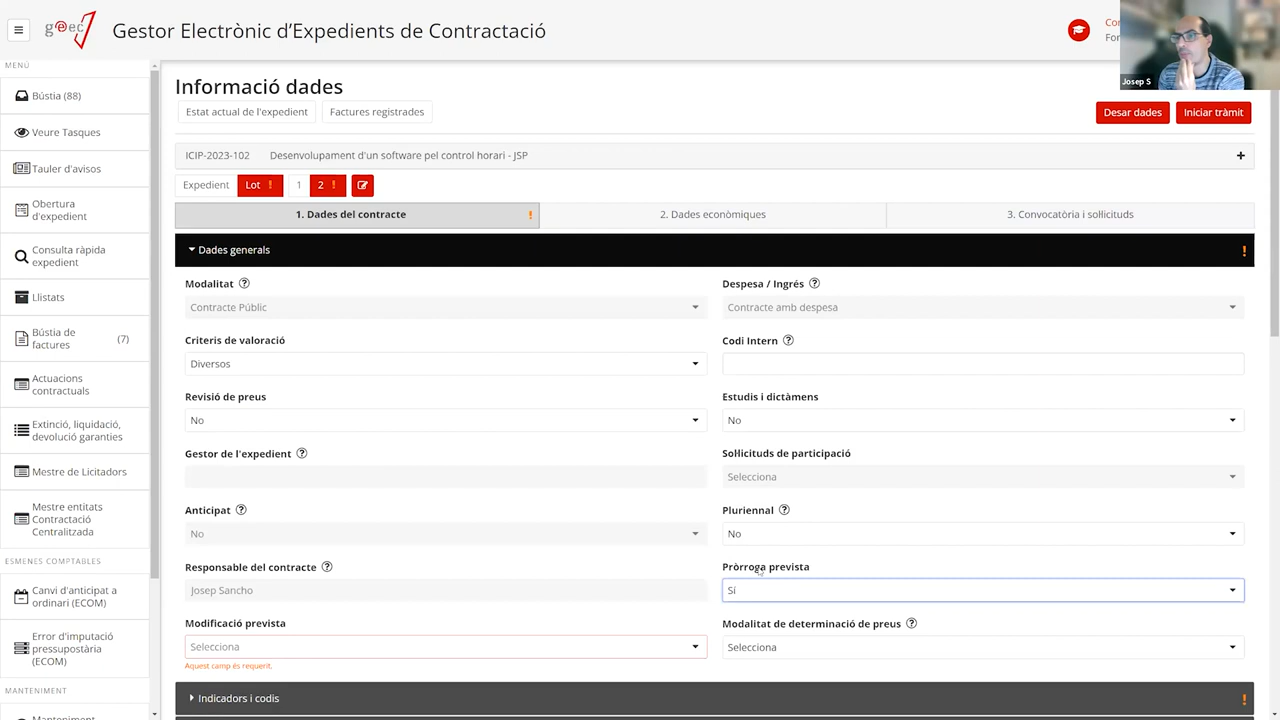 geec
Gestor Electrònic d'Expedients de Contractació
Josep S
MENÚ
Bústia (88)
Veure Tasques
Tauler d'avisos
Obertura
d'expedient
Consulta ràpida
expedient
Llistats
Bústia de
factures
(7)
Actuacions
contractuals
Extinció, liquidació,
devolució garanties
Mestre de Licitadors
Mestre entitats
Contractació
Centralitzada
ESMENES COMPTABLES
Canvi d'anticipat a
ordinari (ECOM)
Error d'imputació
pressupostària
(ECOM)
MANTENIMENT
Manteniment
Informació dades
Estat actual de l'expedient Factures registrades
Desar dades Iniciar tràmit
ICIP-2023-102 Desenvolupament d'un software pel control horari - JSP +
Expedient Lot ! 1 2 !
1. Dades del contracte ! 2. Dades econòmiques 3. Convocatòria i sol·licituds
Dades generals !
Modalitat ? Despesa / Ingrés ?
Contracte Públic Contracte amb despesa
Criteris de valoració Codi Intern ?
Diversos
Revisió de preus Estudis i dictàmens
No No
Gestor de l'expedient ? Sol·licituds de participació
Selecciona
Anticipat ? Pluriennal ?
No No
Responsable del contracte ? Pròrroga prevista
Josep Sancho Sí
Modificació prevista Modalitat de determinació de preus ?
Selecciona Selecciona
Aquest camp és requerit.
Indicadors i codis !